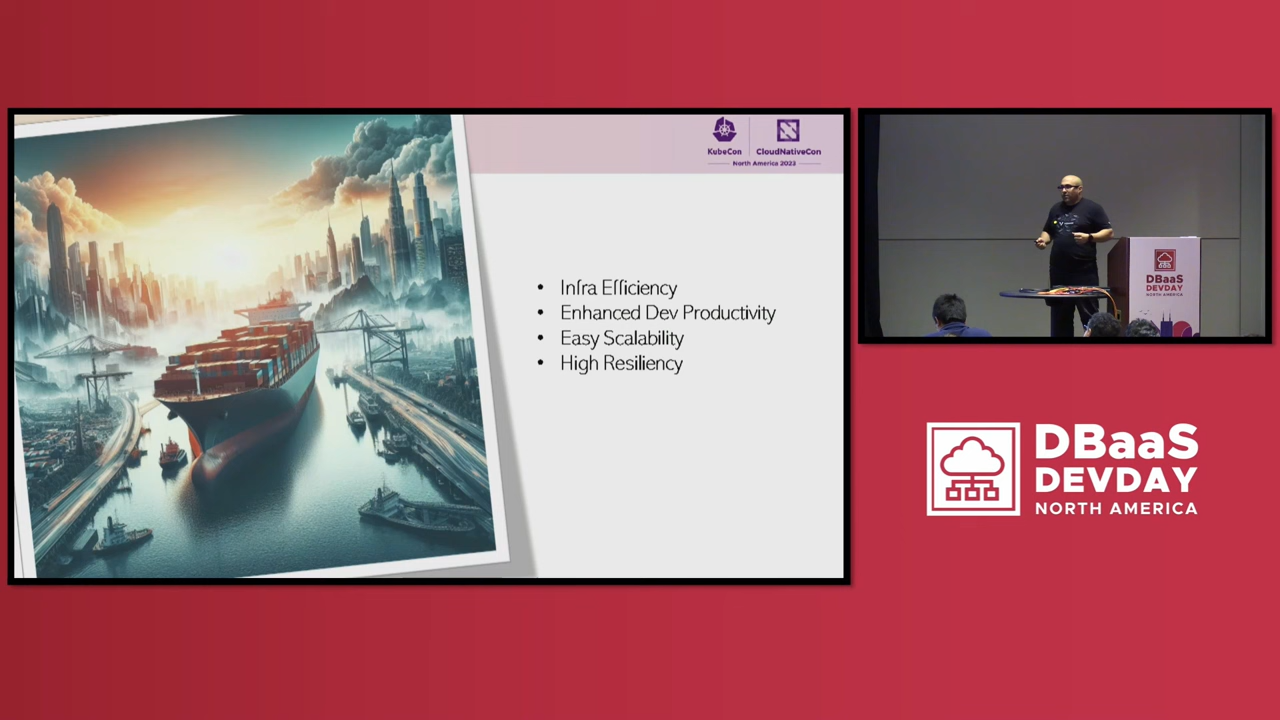 KubeCon
CloudNativeCon
North America 2023
• Infra Efficiency
• Enhanced Dev Productivity
• Easy Scalability
• High Resiliency
DBaaS
DEVDAY
NORTH AMERICA
DBaaS
DEVDAY
NORTH AMERICA